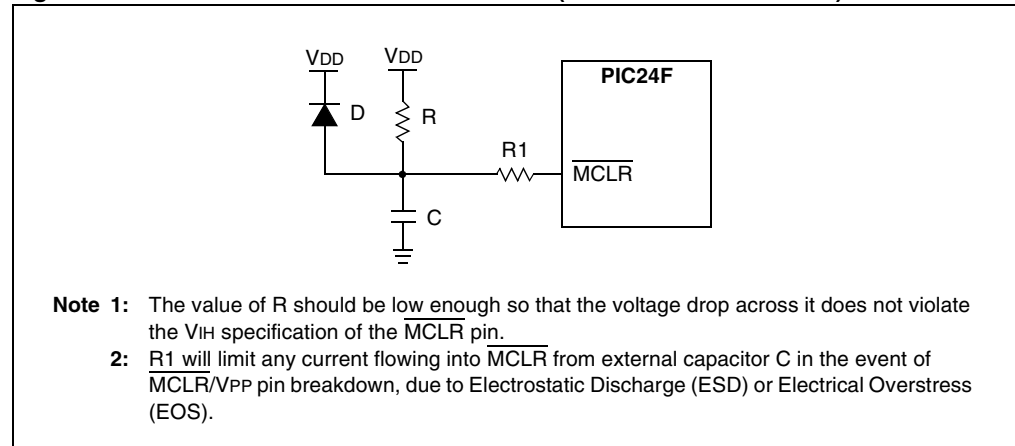 VDD VDD
PIC24F
D R
R1
MCLR
C
Note 1: The value of R should be low enough so that the voltage drop across it does not violate
the VIH specification of the MCLR pin.
2: R1 will limit any current flowing into MCLR from external capacitor C in the event of
MCLR/VPP pin breakdown, due to Electrostatic Discharge (ESD) or Electrical Overstress
(EOS).